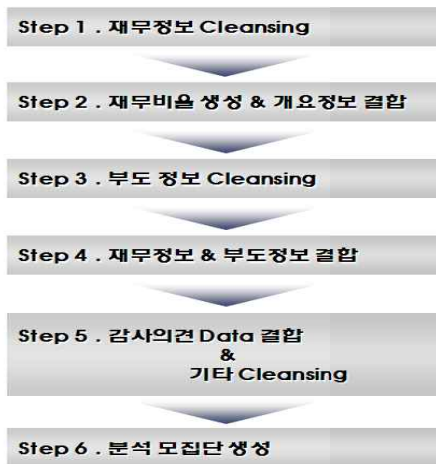 Step 1 . 재무정보 Cleansing
Step 2 . 재무비율 생성 & 개요정보 결합
Step 3 . 부도 정보 Cleansing
Step 4 . 재무정보 & 부도정보 결합
Step 5 . 감사의견 Data 결합
&
기타 Cleansing
Step 6 . 분석 모집단 생성